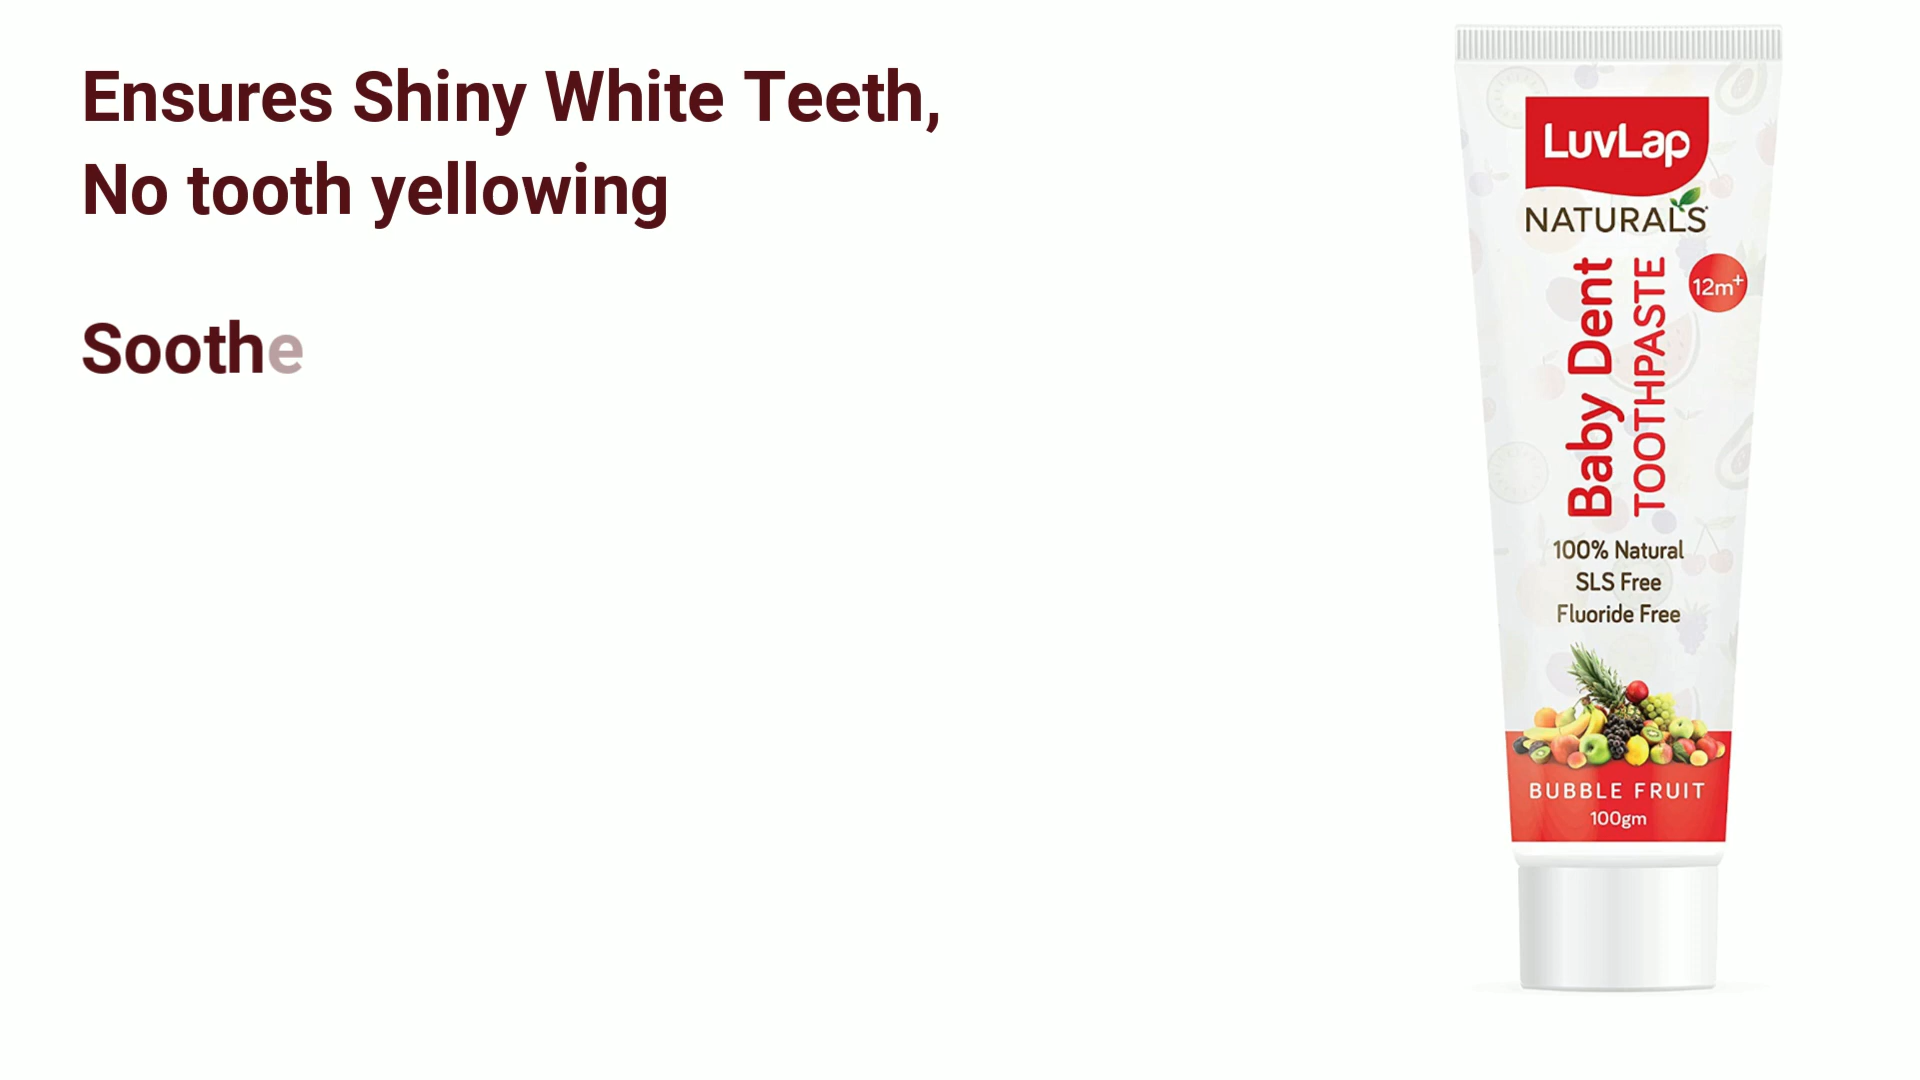 Ensures Shiny White Teeth,
No tooth yellowing
Soothe
LuvLap
NATURALS
Baby Dent
TOOTHPASTE
12m+
100% Natural
SLS Free
Fluoride Free
BUBBLE FRUIT
100gm